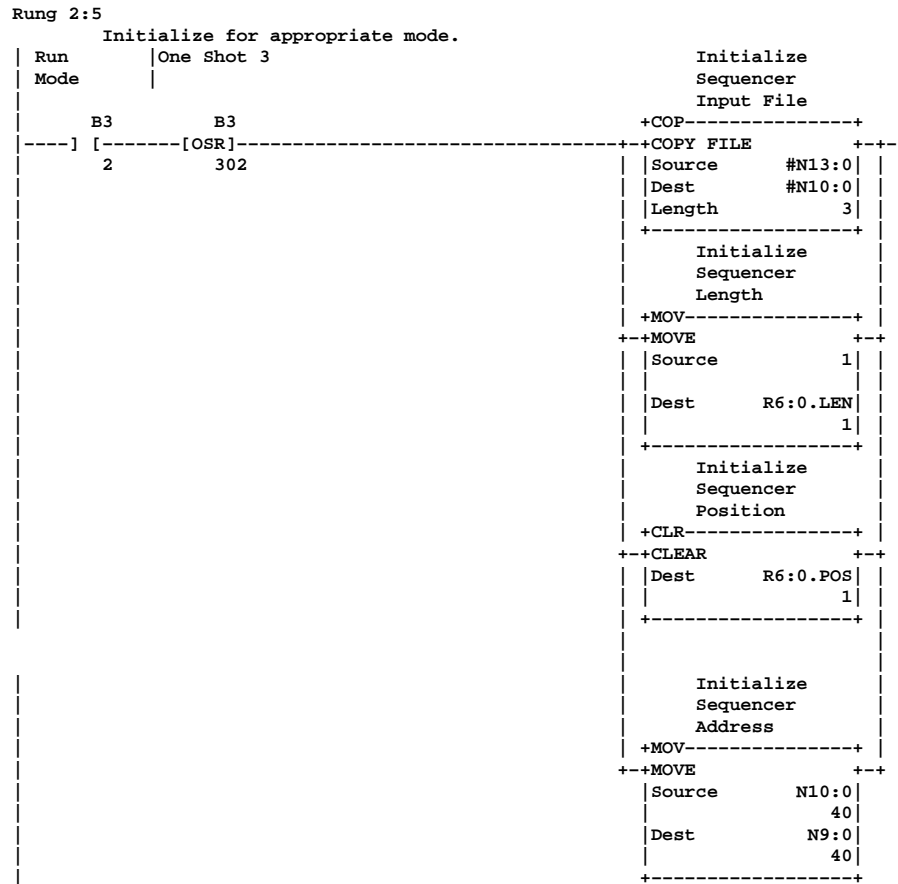 Rung 2:5
Initialize for appropriate mode.
| Run |One Shot 3 Initialize
| Mode | Sequencer
| Input File
| B3 B3 +COP---------------+
|----] [-------[OSR]----------------------------------+-+COPY FILE +-+-
| 2 302 | |Source #N13:0| |
| | |Dest #N10:0| |
| | |Length 3| |
| | +------------------+ |
| | Initialize |
| | Sequencer |
| | Length |
| | +MOV---------------+ |
| +-+MOVE +-+
| | |Source 1| |
| | | | |
| | |Dest R6:0.LEN| |
| | | 1| |
| | +------------------+ |
| | Initialize |
| | Sequencer |
| | Position |
| | +CLR---------------+ |
| +-+CLEAR +-+
| | |Dest R6:0.POS| |
| | | 1| |
| | +------------------+ |
| |
| |
| | Initialize |
| | Sequencer |
| | Address |
| | +MOV---------------+ |
| +-+MOVE +-+
| |Source N10:0|
| | 40|
| |Dest N9:0|
| | 40|
| +------------------+